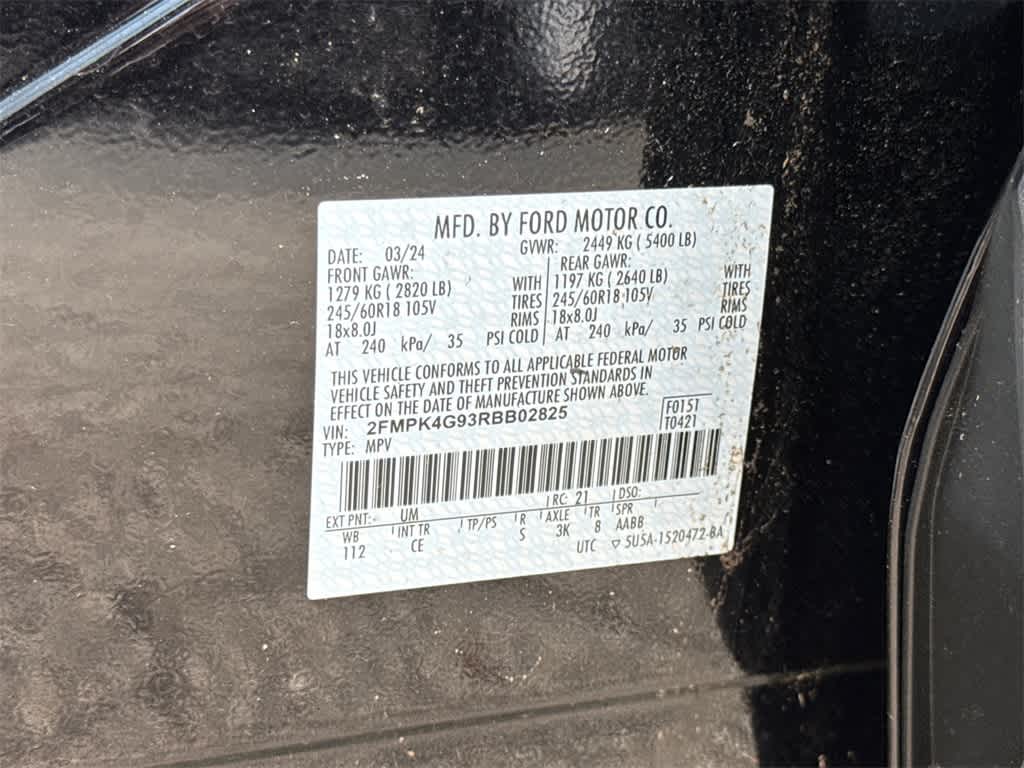 MFD. BY FORD MOTOR CO.
DATE: 03/24 GVWR: 2449 KG ( 5400 LB)
FRONT GAWR: REAR GAWR:
1279 KG ( 2820 LB) WITH 1197 KG ( 2640 LB) WITH
245/60R18 105V TIRES 245/60R18 105V TIRES
18x8.0J RIMS 18x8.0J RIMS
AT 240 kPa/ 35 PSI COLD AT 240 kPa/ 35 PSI COLD
THIS VEHICLE CONFORMS TO ALL APPLICABLE FEDERAL MOTOR
VEHICLE SAFETY AND THEFT PREVENTION STANDARDS IN
EFFECT ON THE DATE OF MANUFACTURE SHOWN ABOVE.
VIN: 2FMPK4G93RBB02825 F0151
TYPE: MPV T0421
EXT PNT: UM RC: 21 DSO:
WB INT TR TP/PS R AXLE TR SPR
112 CE S 3K 8 AABB
UTC ▽ 5U5A-1520472-BA